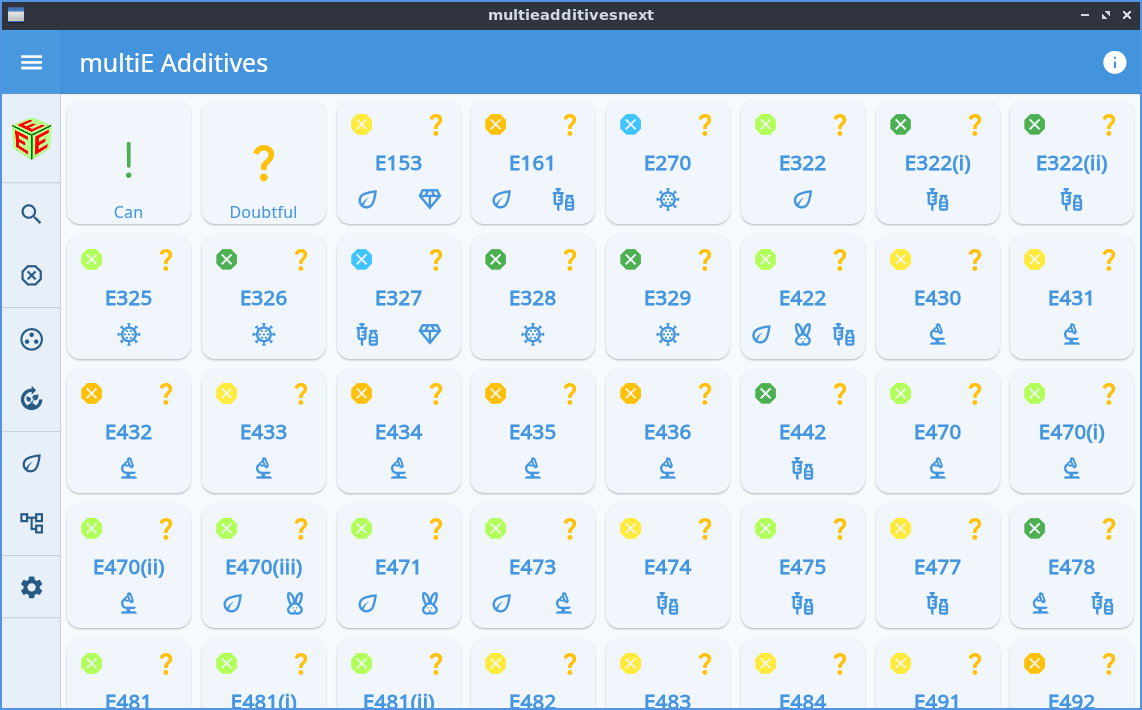 multieadditivesnext
multiE Additives
EEE
! ? ? ? ? ? ? ?
E153 E161 E270 E322 E322(i) E322(ii)
Can Doubtful
? ? ? ? ? ? ? ?
E325 E326 E327 E328 E329 E422 E430 E431
? ? ? ? ? ? ? ?
E432 E433 E434 E435 E436 E442 E470 E470(i)
? ? ? ? ? ? ? ?
E470(ii) E470(iii) E471 E473 E474 E475 E477 E478
? ? ? ? ? ? ? ?
E481 E481(i) E481(ii) E482 E483 E484 E491 E492